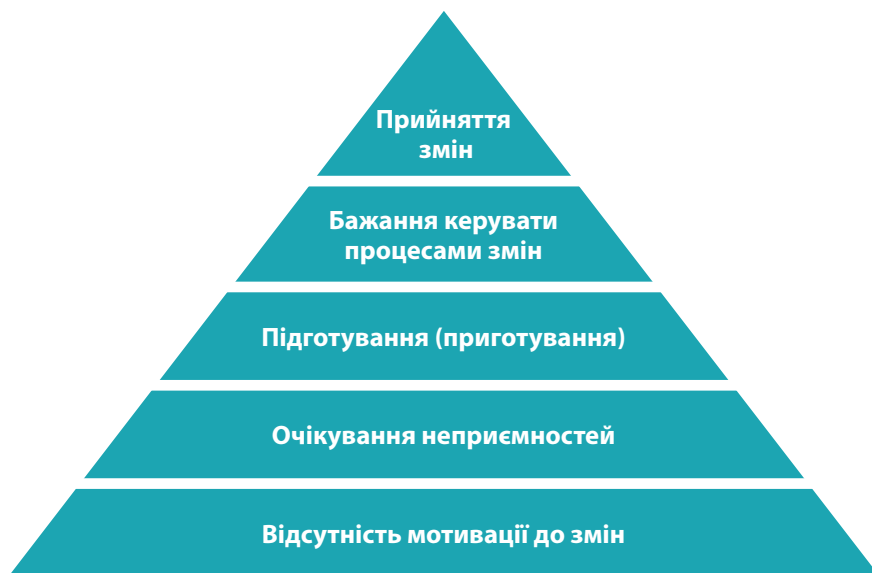 Прийняття
змін
Бажання керувати
процесами змін
Підготування (приготування)
Очікування неприємностей
Відсутність мотивації до змін